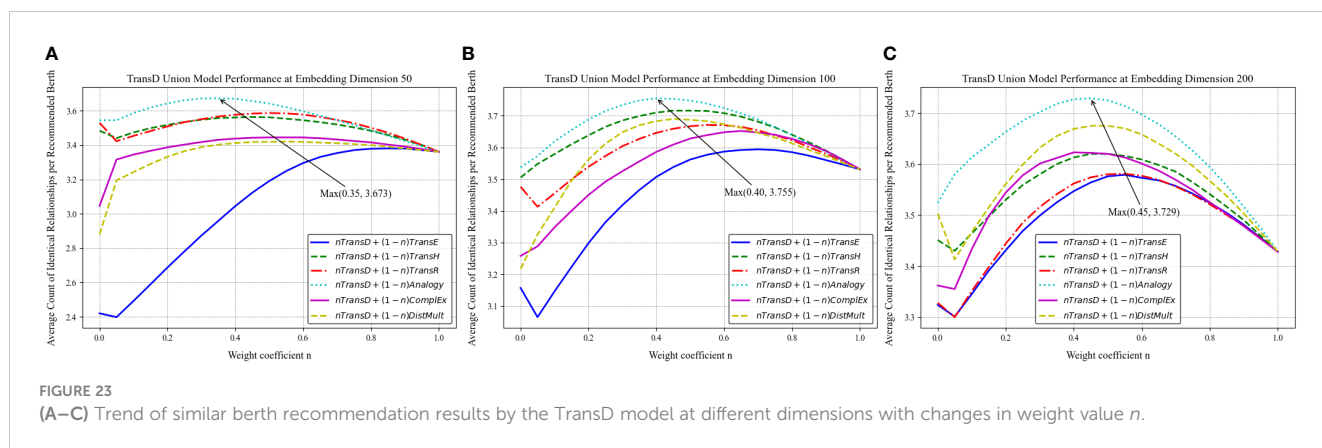 A
TransD Union Model Performance at Embedding Dimension 50
Average Count of Identical Relationships per Recommended Berth
3.6
3.4
3.2
3.0
2.8
2.6
2.4
Max(0.35, 3.673)
nTransD + (1−n)TransE
nTransD + (1−n)TransH
nTransD + (1−n)TransR
nTransD + (1−n)Analogy
nTransD + (1−n)ComplEx
nTransD + (1−n)DistMult
0.0 0.2 0.4 0.6 0.8 1.0
Weight coefficient n
B
TransD Union Model Performance at Embedding Dimension 100
Average Count of Identical Relationships per Recommended Berth
3.7
3.6
3.5
3.4
3.3
3.2
3.1
Max(0.40, 3.755)
nTransD + (1−n)TransE
nTransD + (1−n)TransH
nTransD + (1−n)TransR
nTransD + (1−n)Analogy
nTransD + (1−n)ComplEx
nTransD + (1−n)DistMult
0.0 0.2 0.4 0.6 0.8 1.0
Weight coefficient n
C
TransD Union Model Performance at Embedding Dimension 200
Average Count of Identical Relationships per Recommended Berth
3.7
3.6
3.5
3.4
3.3
Max(0.45, 3.729)
nTransD + (1−n)TransE
nTransD + (1−n)TransH
nTransD + (1−n)TransR
nTransD + (1−n)Analogy
nTransD + (1−n)ComplEx
nTransD + (1−n)DistMult
0.0 0.2 0.4 0.6 0.8 1.0
Weight coefficient n
FIGURE 23
(A–C) Trend of similar berth recommendation results by the TransD model at different dimensions with changes in weight value n.